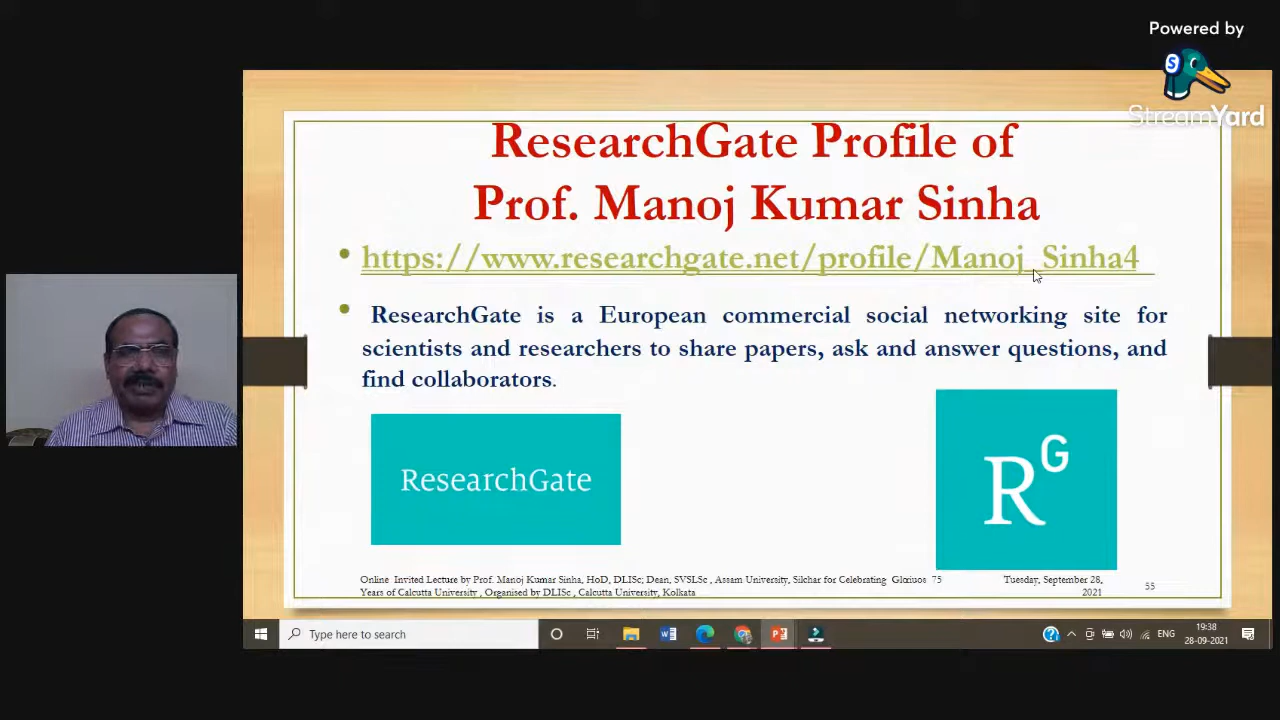 Powered by
StreamYard
ResearchGate Profile of
Prof. Manoj Kumar Sinha
• https://www.researchgate.net/profile/Manoj_Sinha4
• ResearchGate is a European commercial social networking site for
scientists and researchers to share papers, ask and answer questions, and
find collaborators.
ResearchGate
RG
Online Invited Lecture by Prof. Manoj Kumar Sinha, HoD, DLISc; Dean, SVSLSc , Assam University, Silchar for Celebrating Glorious 75
Years of Calcutta University , Organised by DLISc , Calcutta University, Kolkata
Tuesday, September 28,
2021
55
Type here to search
ENG
19:38
28-09-2021